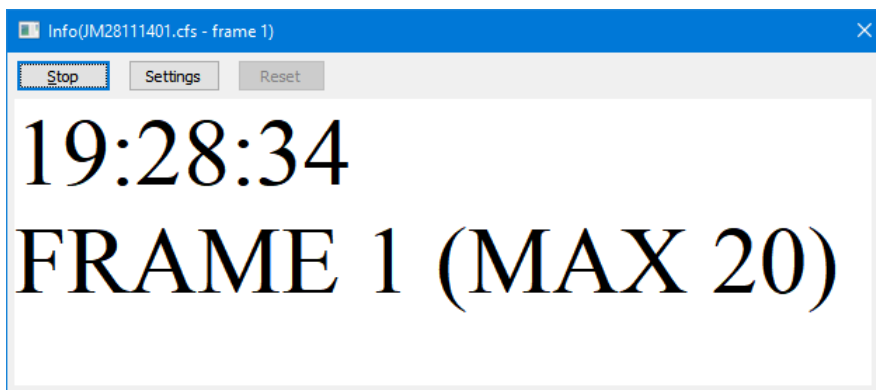 Info(JM28111401.cfs - frame 1)
Stop Settings Reset
19:28:34
FRAME 1 (MAX 20)